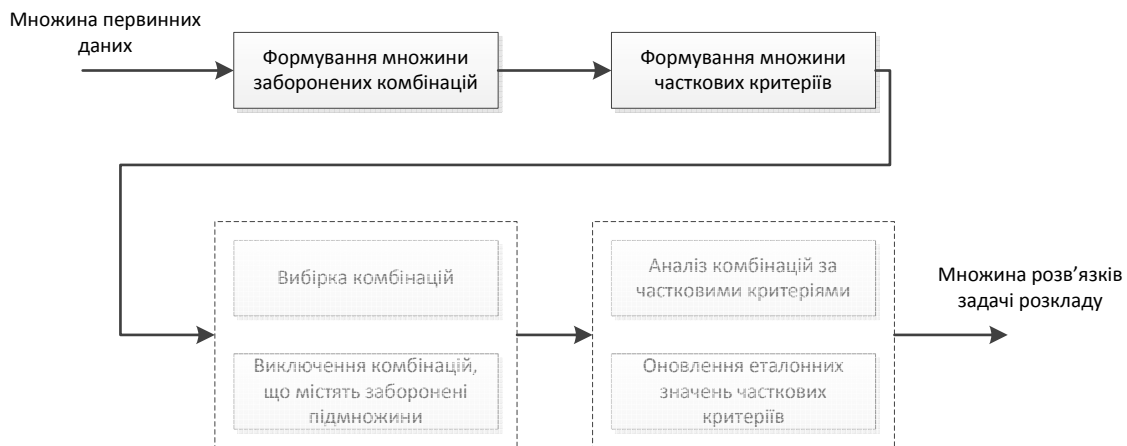 Множина первинних
даних
Формування множини
заборонених комбінацій
Формування множини
часткових критеріїв
Вибірка комбінацій
Виключення комбінацій,
що містять заборонені
підмножини
Аналіз комбінацій за
частковими критеріями
Оновлення еталонних
значень часткових
критеріїв
Множина розв’язків
задачі розкладу